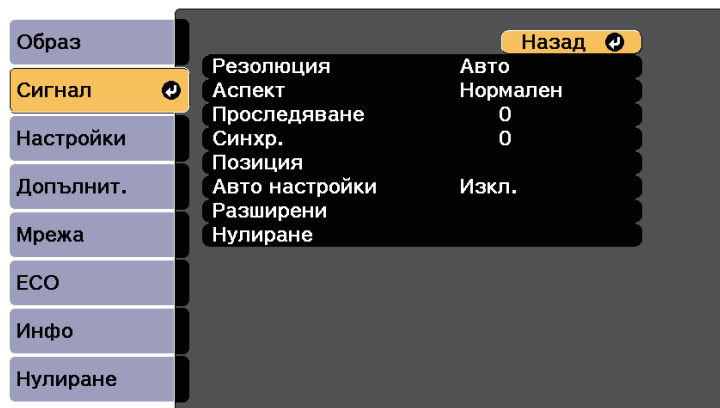 Образ
Сигнал
Настройки
Допълнит.
Мрежа
ECO
Инфо
Нулиране
Назад
Резолюция Авто
Аспект Нормален
Проследяване 0
Синхр. 0
Позиция
Авто настройки Изкл.
Разширени
Нулиране